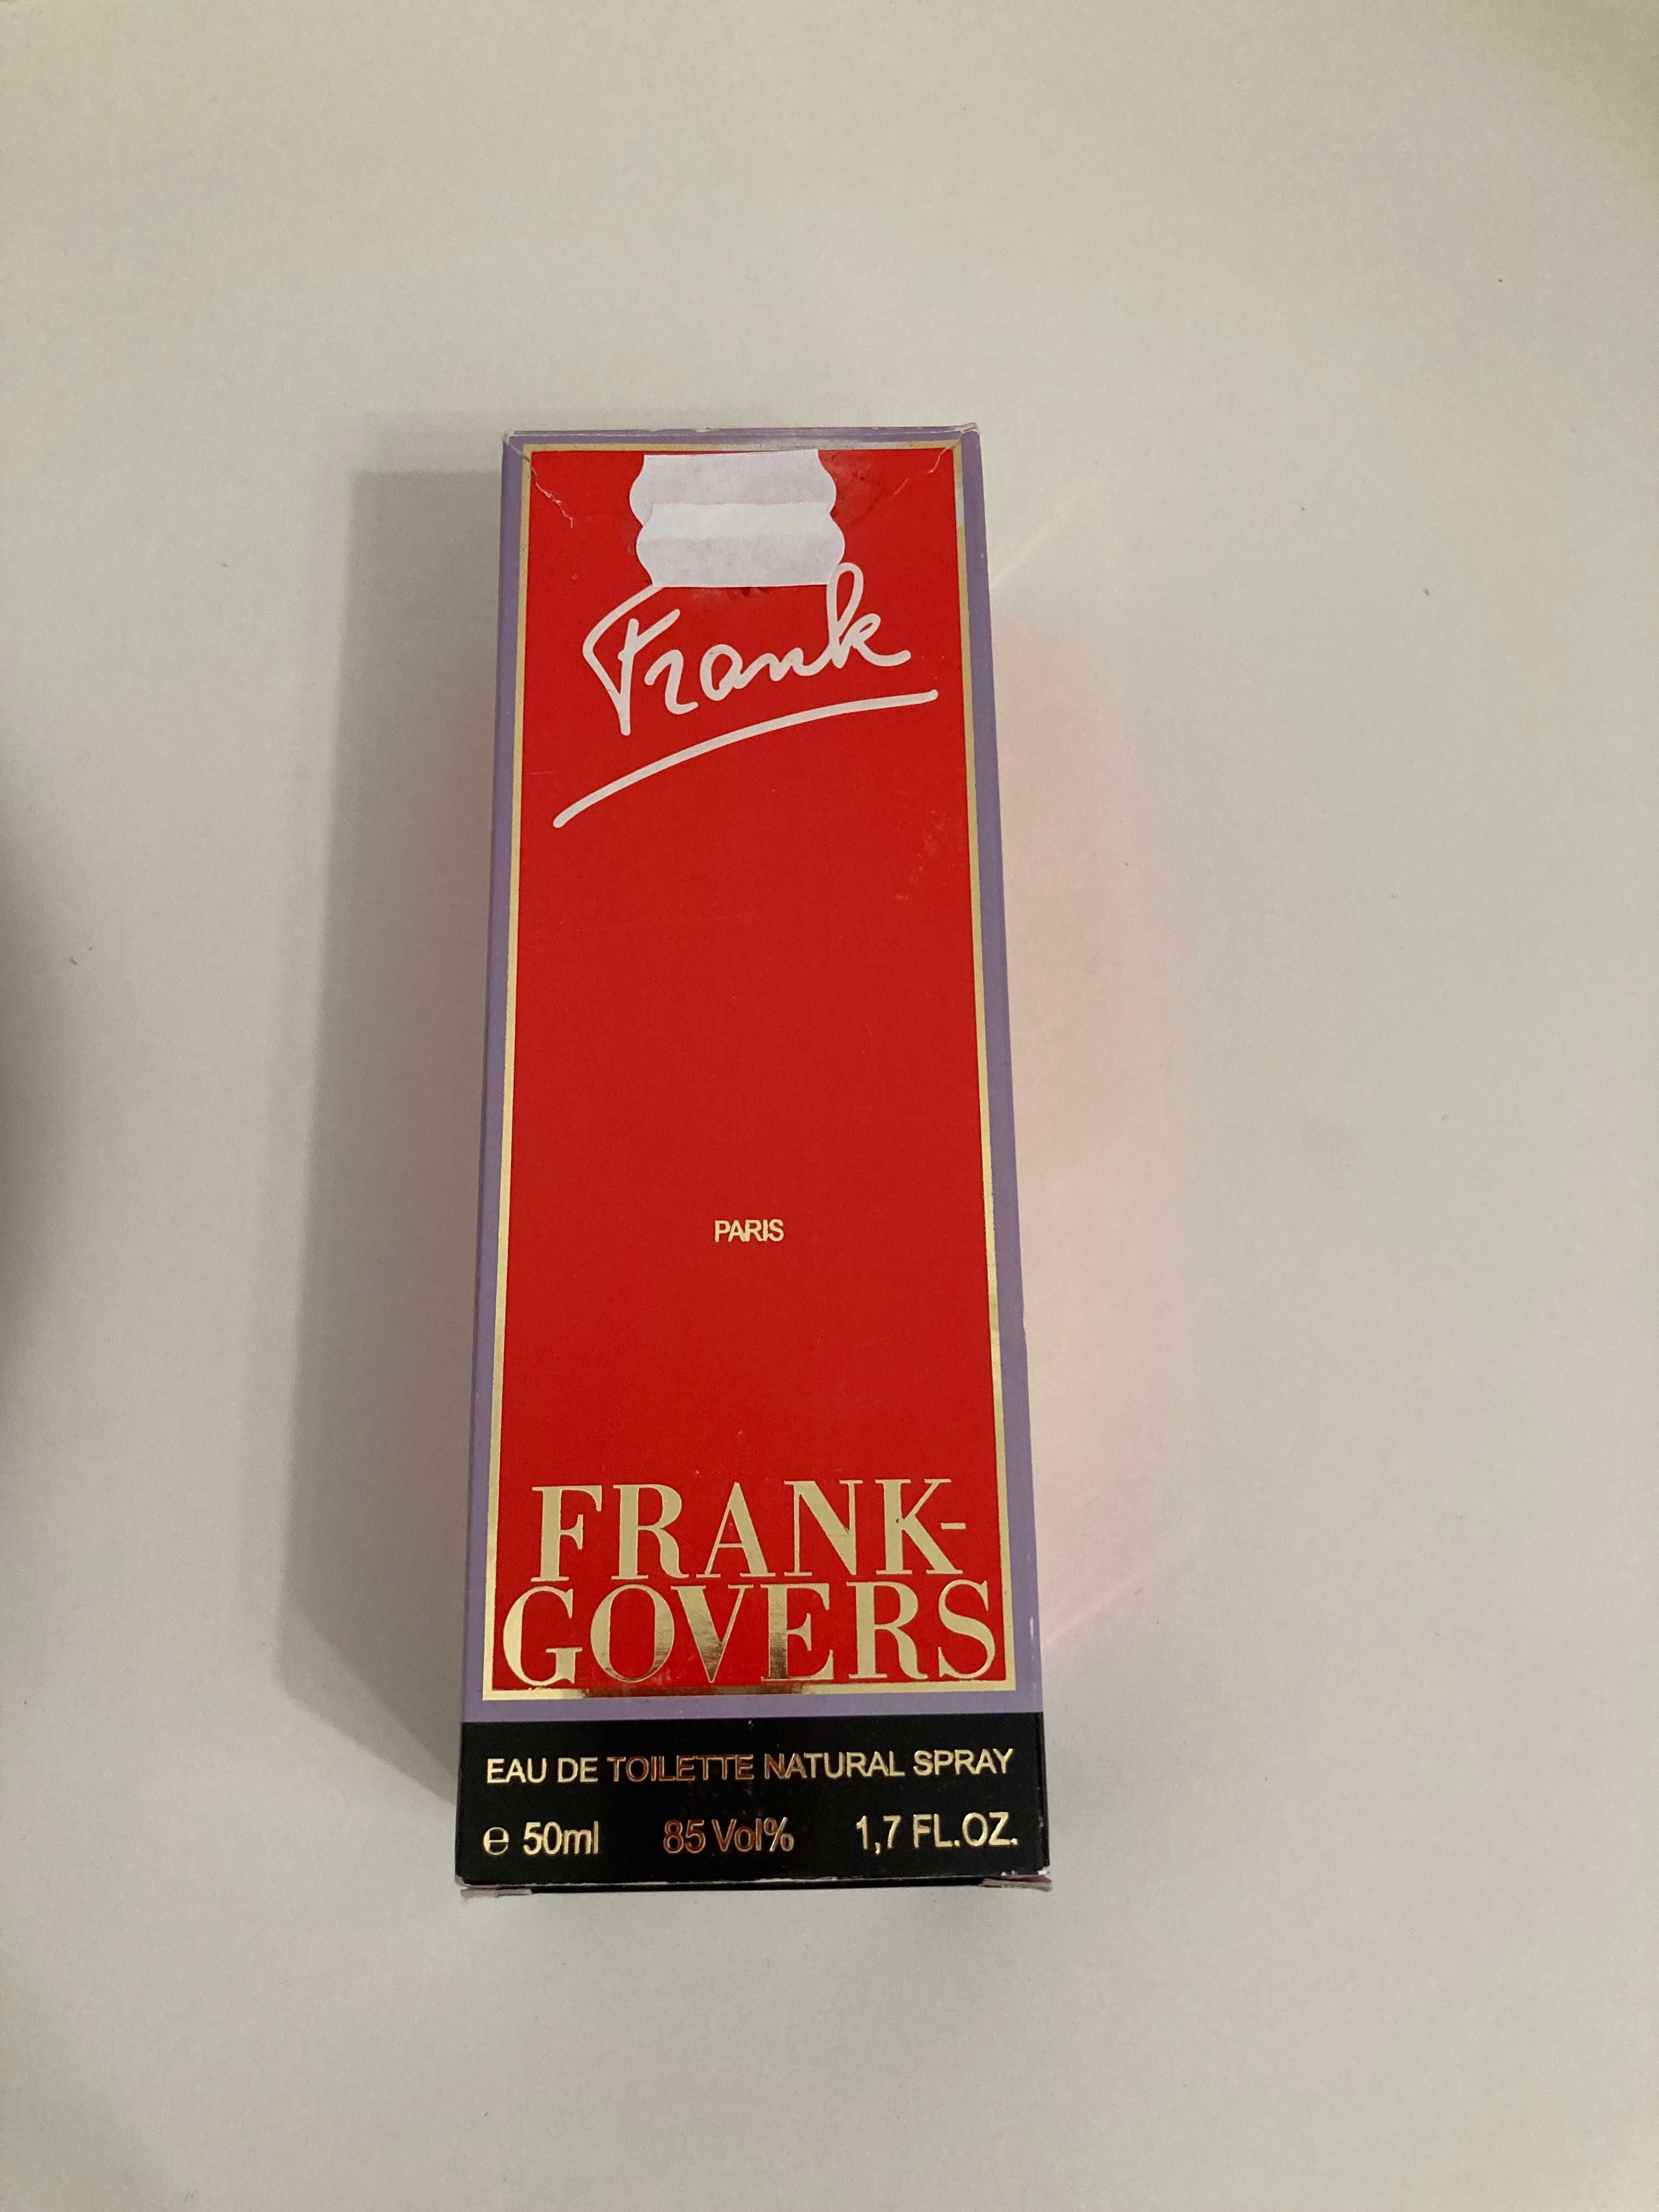 Frank
PARIS
FRANK-
GOVERS
EAU DE TOILETTE NATURAL SPRAY
℮ 50ml 85 Vol% 1,7 FL.OZ.